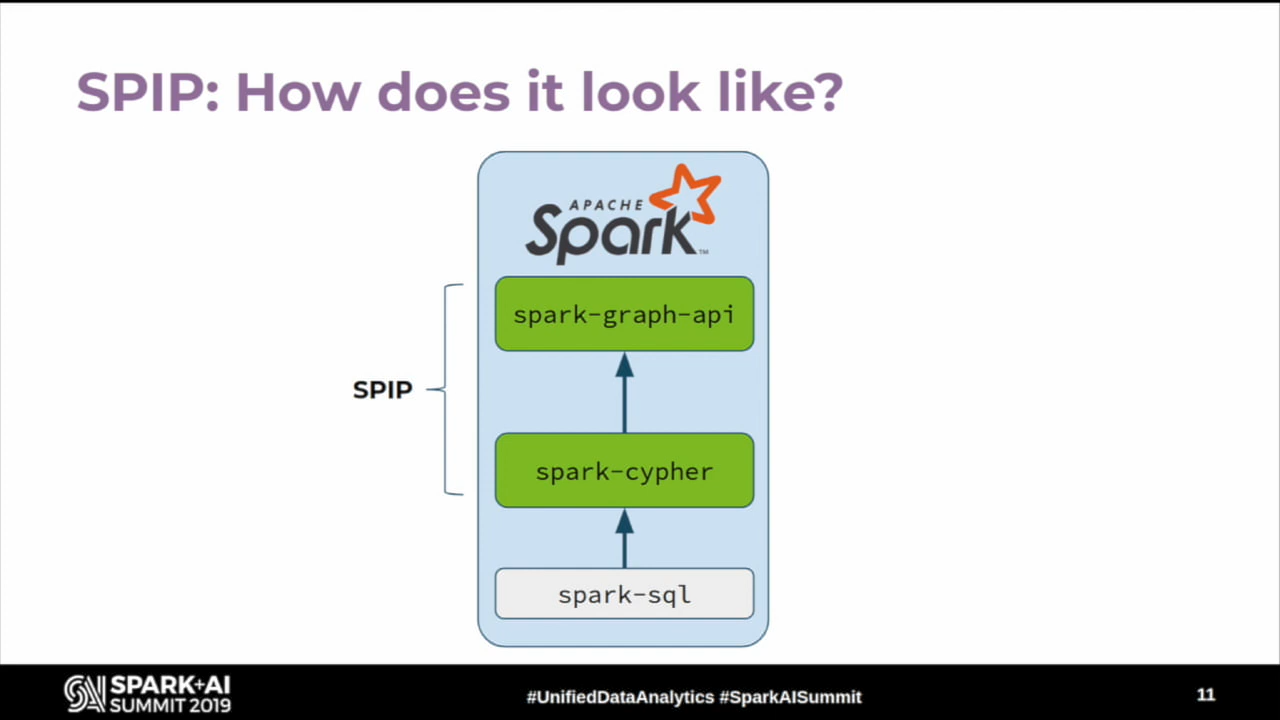 SPIP: How does it look like?
APACHE
Spark™
spark-graph-api
SPIP
spark-cypher
spark-sql
SPARK+AI
SUMMIT 2019
#UnifiedDataAnalytics #SparkAISummit
11